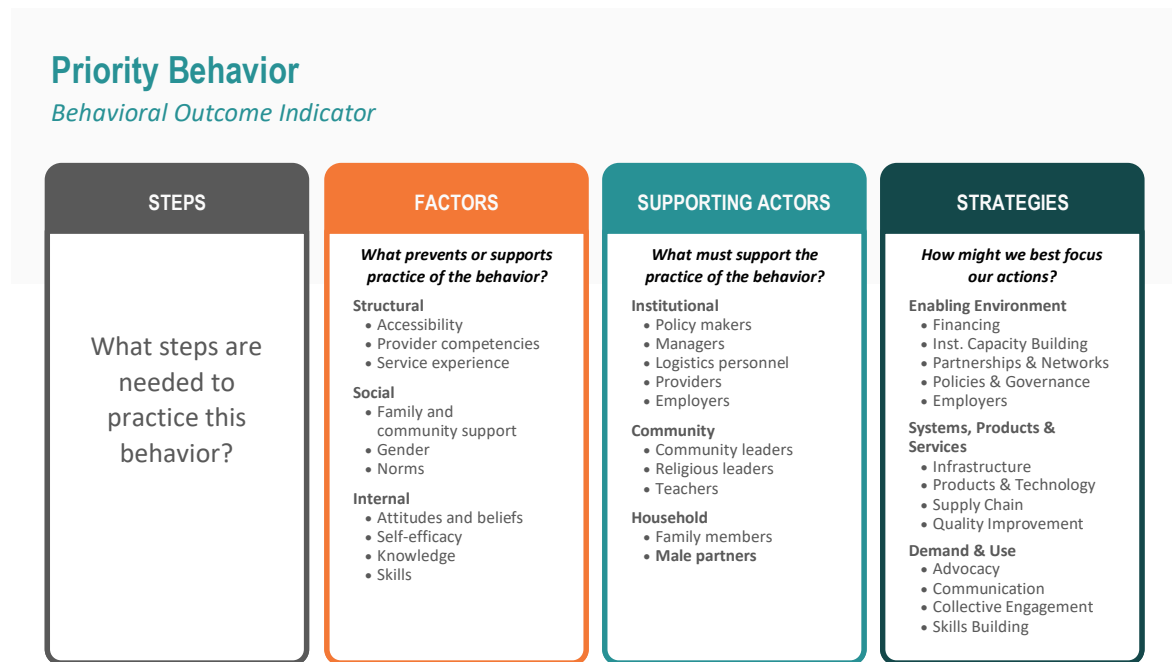 Priority Behavior
Behavioral Outcome Indicator
STEPS
What steps are
needed to
practice this
behavior?
FACTORS
What prevents or supports
practice of the behavior?
Structural
• Accessibility
• Provider competencies
• Service experience
Social
• Family and
community support
• Gender
• Norms
Internal
• Attitudes and beliefs
• Self-efficacy
• Knowledge
• Skills
SUPPORTING ACTORS
What must support the
practice of the behavior?
Institutional
• Policy makers
• Managers
• Logistics personnel
• Providers
• Employers
Community
• Community leaders
• Religious leaders
• Teachers
Household
• Family members
• Male partners
STRATEGIES
How might we best focus
our actions?
Enabling Environment
• Financing
• Inst. Capacity Building
• Partnerships & Networks
• Policies & Governance
• Employers
Systems, Products &
Services
• Infrastructure
• Products & Technology
• Supply Chain
• Quality Improvement
Demand & Use
• Advocacy
• Communication
• Collective Engagement
• Skills Building